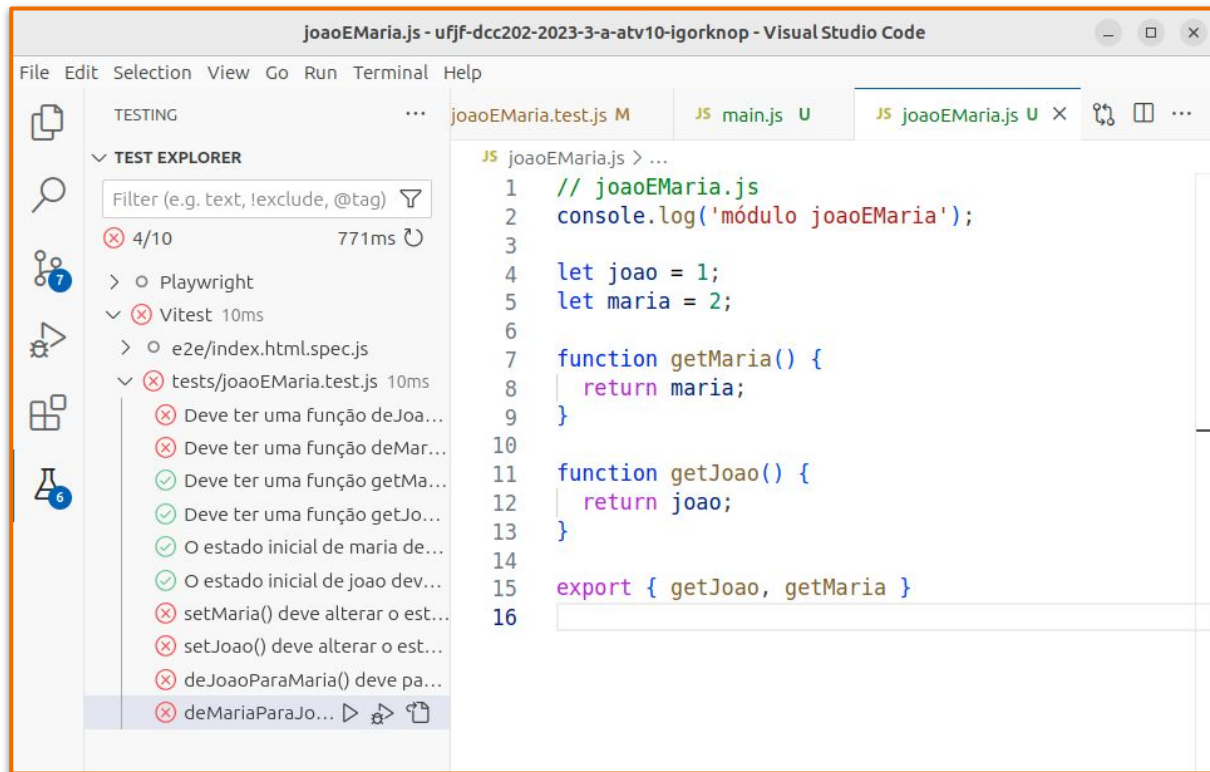 joaoEMaria.js - ufjf-dcc202-2023-3-a-atv10-igorknop - Visual Studio Code
File Edit Selection View Go Run Terminal Help
TESTING
TEST EXPLORER
Filter (e.g. text, !exclude, @tag)
4/10 771ms
Playwright
Vitest 10ms
e2e/index.html.spec.js
tests/joaoEMaria.test.js 10ms
Deve ter uma função deJoa...
Deve ter uma função deMar...
Deve ter uma função getMa...
Deve ter uma função getJo...
O estado inicial de maria de...
O estado inicial de joao dev...
setMaria() deve alterar o est...
setJoao() deve alterar o est...
deJoaoParaMaria() deve pa...
deMariaParaJo...
7
6
joaoEMaria.test.js M JS main.js U JS joaoEMaria.js U
JS joaoEMaria.js > ...
1 // joaoEMaria.js
2 console.log('módulo joaoEMaria');
3
4 let joao = 1;
5 let maria = 2;
6
7 function getMaria() {
8 return maria;
9 }
10
11 function getJoao() {
12 return joao;
13 }
14
15 export { getJoao, getMaria }
16